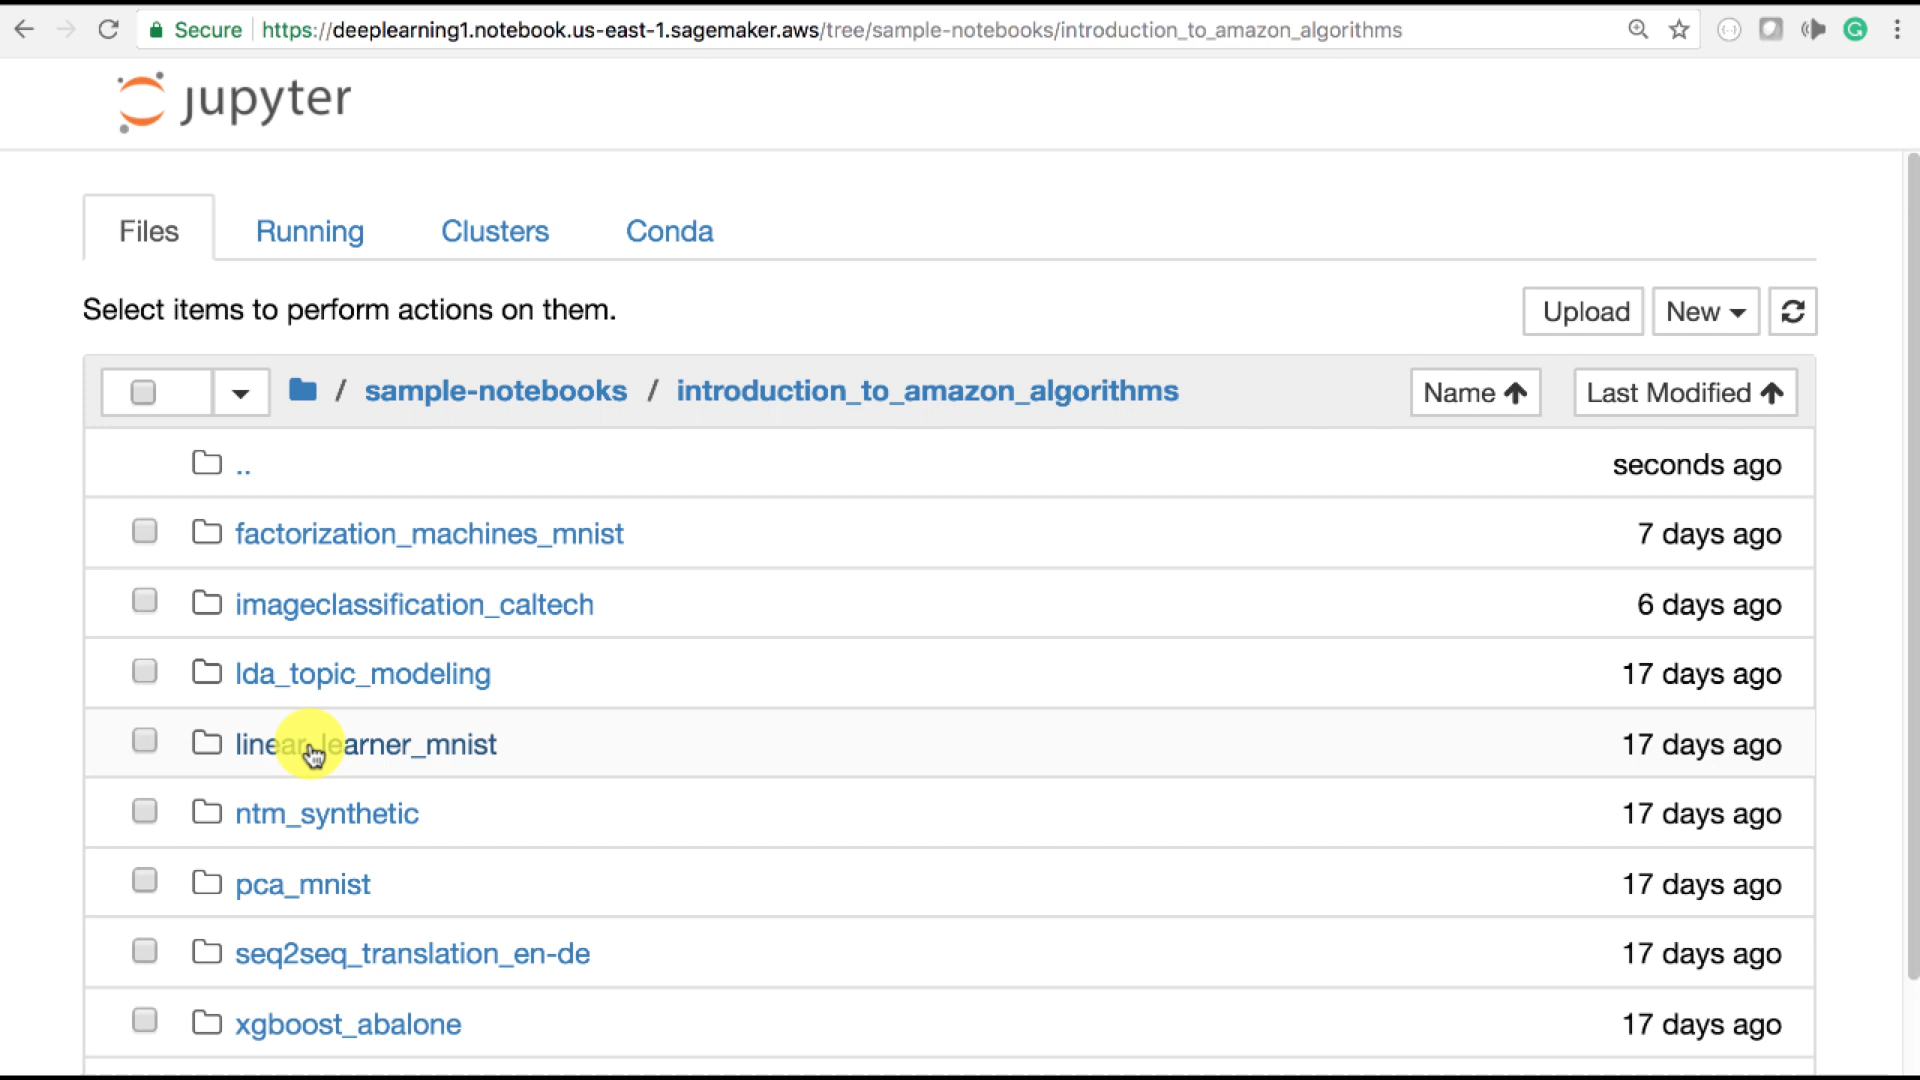 Secure https://deeplearning1.notebook.us-east-1.sagemaker.aws/tree/sample-notebooks/introduction_to_amazon_algorithms
jupyter
Files Running Clusters Conda
Select items to perform actions on them. Upload New
/ sample-notebooks / introduction_to_amazon_algorithms Name Last Modified
.. seconds ago
factorization_machines_mnist 7 days ago
imageclassification_caltech 6 days ago
lda_topic_modeling 17 days ago
linear_learner_mnist 17 days ago
ntm_synthetic 17 days ago
pca_mnist 17 days ago
seq2seq_translation_en-de 17 days ago
xgboost_abalone 17 days ago